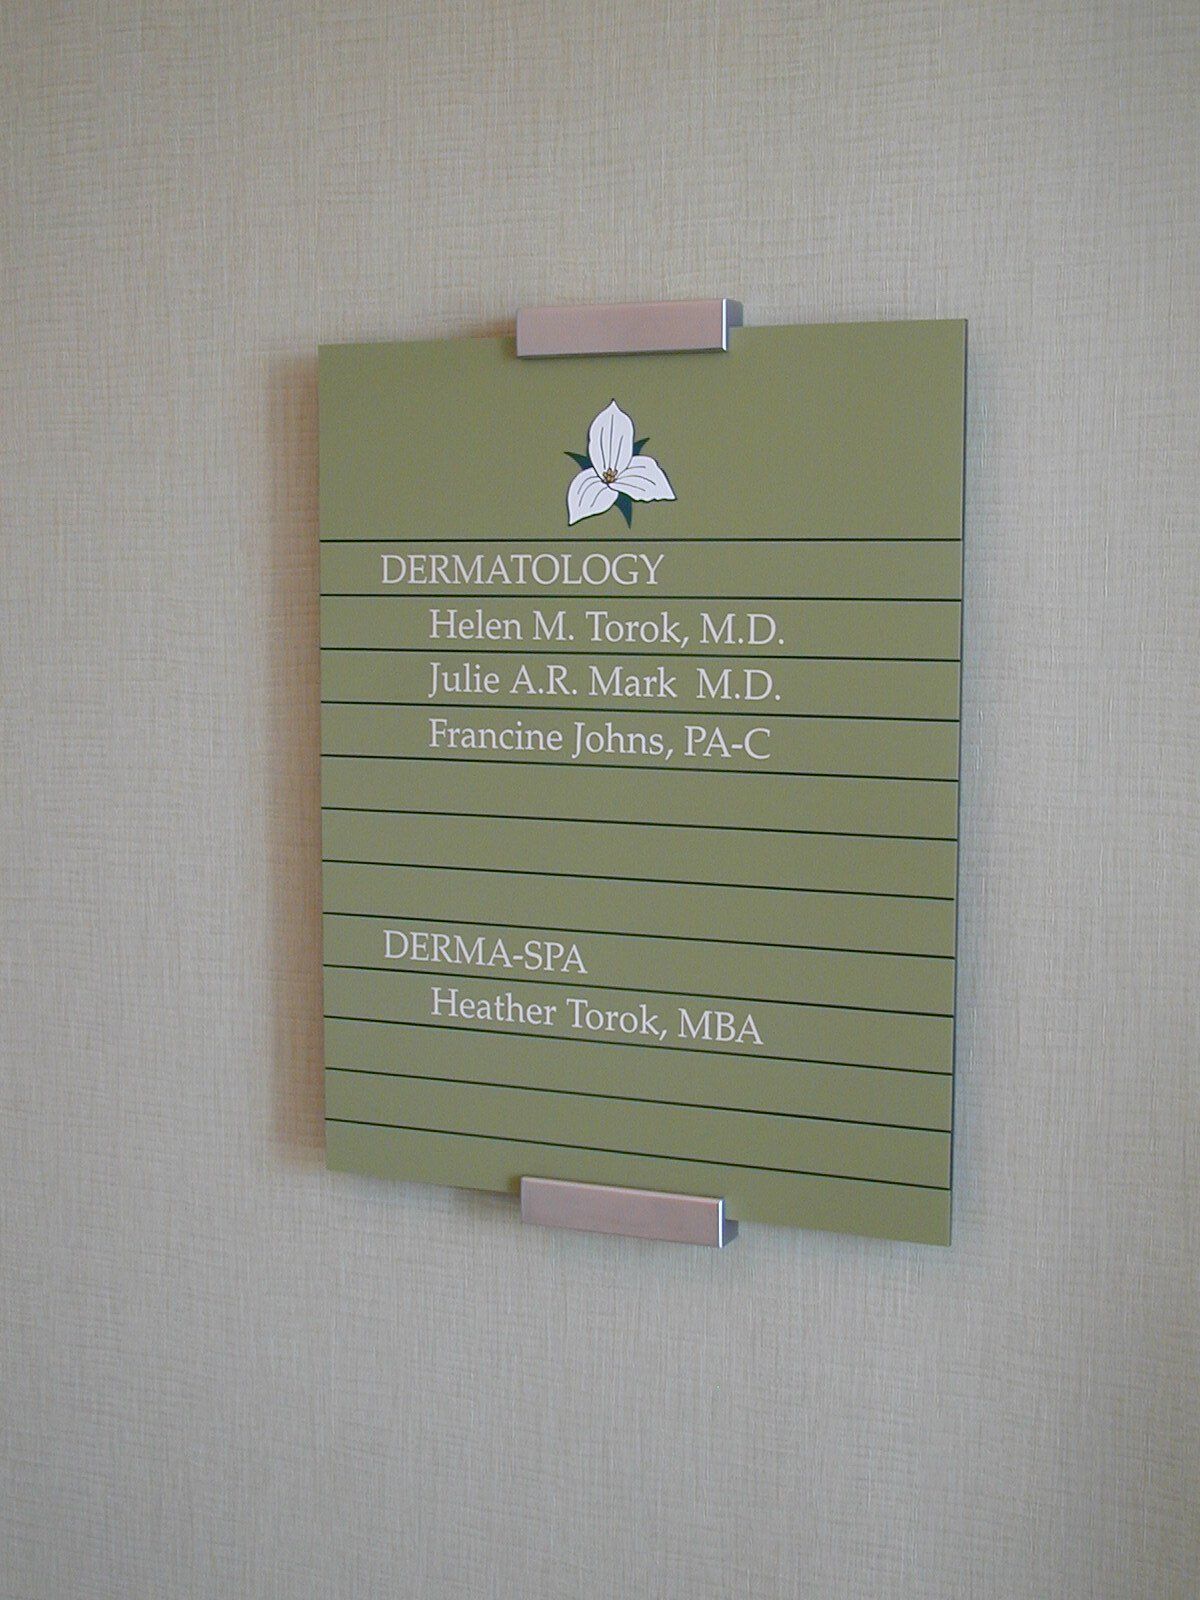 DERMATOLOGY
Helen M. Torok, M.D.
Julie A.R. Mark M.D.
Francine Johns, PA-C
DERMA-SPA
Heather Torok, MBA